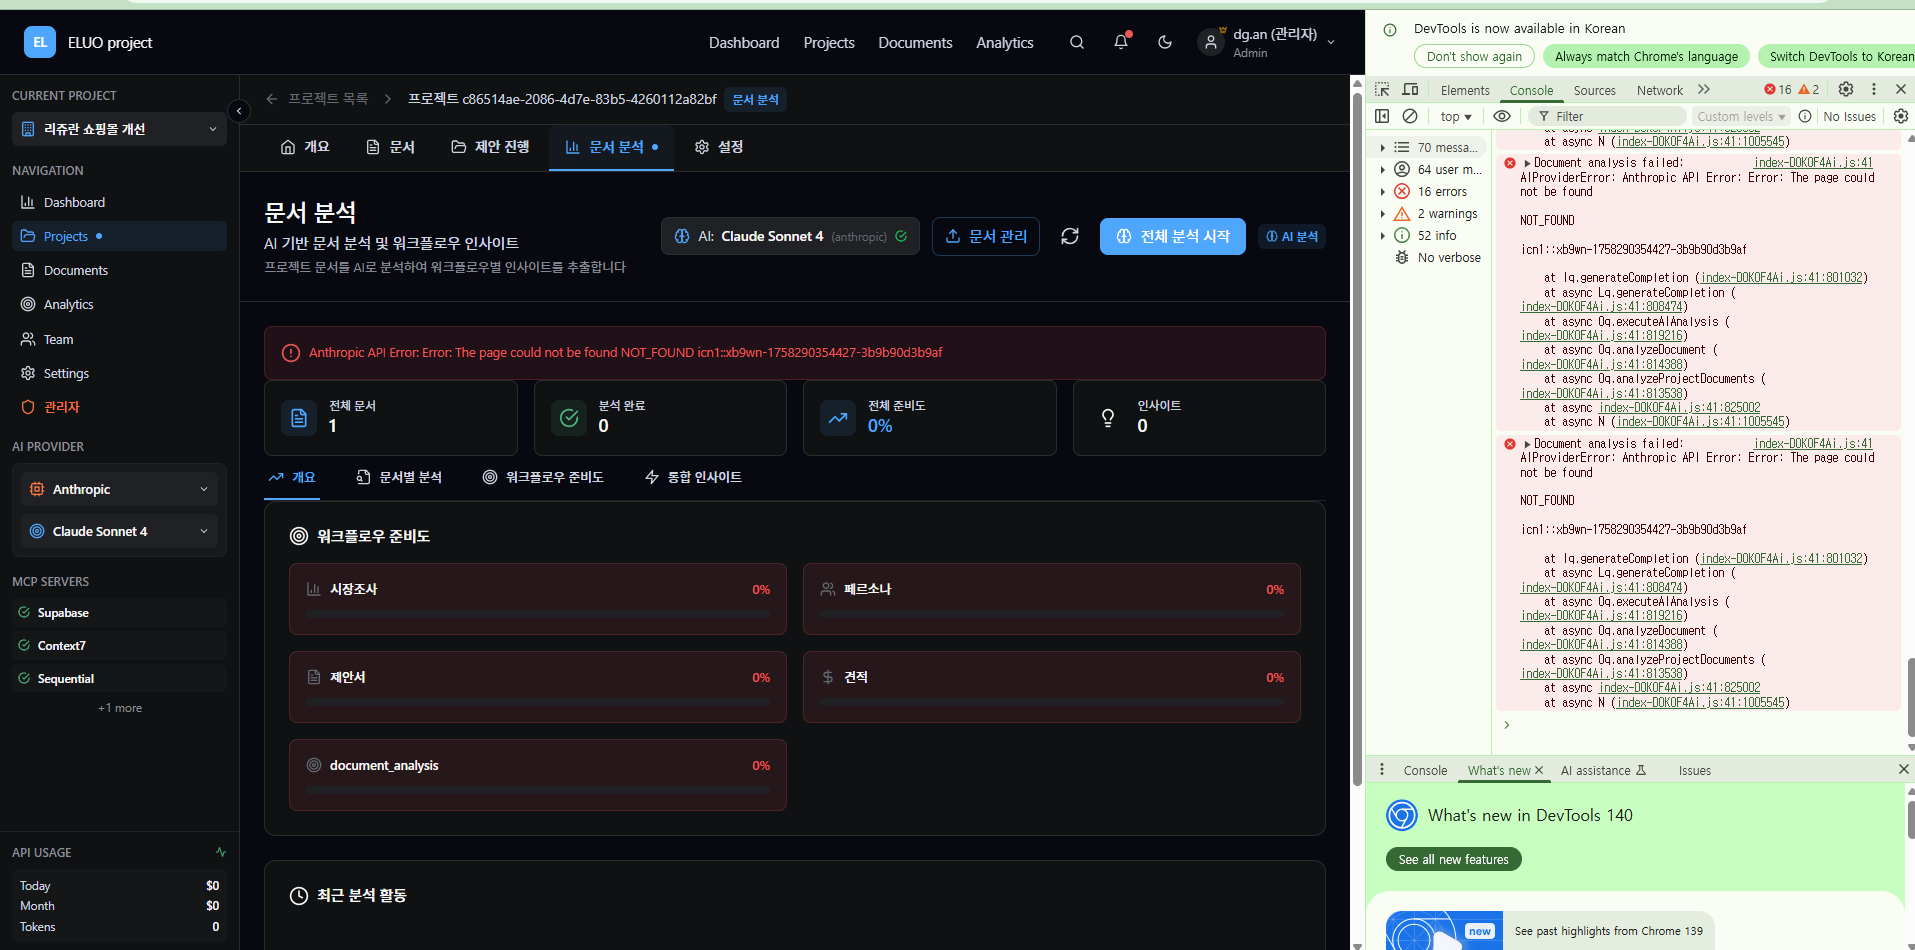 EL ELUO project
Dashboard Projects Documents Analytics
dg.an (관리자)
Admin
CURRENT PROJECT
리쥬란 쇼핑몰 개선
NAVIGATION
Dashboard
Projects
Documents
Analytics
Team
Settings
관리자
AI PROVIDER
Anthropic
Claude Sonnet 4
MCP SERVERS
Supabase
Context7
Sequential
+1 more
API USAGE
Today $0
Month $0
Tokens 0
프로젝트 목록 프로젝트 c86514ae-2086-4d7e-83b5-4260112a82bf 문서 분석
개요 문서 제안 진행 문서 분석 설정
문서 분석
AI 기반 문서 분석 및 워크플로우 인사이트
프로젝트 문서를 AI로 분석하여 워크플로우별 인사이트를 추출합니다
AI: Claude Sonnet 4 (anthropic) 문서 관리 전체 분석 시작 AI 분석
Anthropic API Error: Error: The page could not be found NOT_FOUND icn1::xb9wn-1758290354427-3b9b90d3b9af
전체 문서
1
분석 완료
0
전체 준비도
0%
인사이트
0
개요 문서별 분석 워크플로우 준비도 통합 인사이트
워크플로우 준비도
시장조사 0%
페르소나 0%
제안서 0%
견적 0%
document_analysis 0%
최근 분석 활동
DevTools is now available in Korean
Don't show again Always match Chrome's language Switch DevTools to Korean
Elements Console Sources Network 16 2
top Filter Custom levels No Issues
70 messa...
64 user m...
16 errors
2 warnings
52 info
No verbose
at async N (index-DOKOF4Ai.js:41:1005545)
Document analysis failed: index-DOKOF4Ai.js:41
AIProviderError: Anthropic API Error: Error: The page could
not be found
NOT_FOUND
icn1::xb9wn-1758290354427-3b9b90d3b9af
at Iq.generateCompletion (index-DOKOF4Ai.js:41:801032)
at async Lq.generateCompletion (
index-DOKOF4Ai.js:41:808474)
at async Oq.executeAIAnalysis (
index-DOKOF4Ai.js:41:819216)
at async Oq.analyzeDocument (
index-DOKOF4Ai.js:41:814388)
at async Oq.analyzeProjectDocuments (
index-DOKOF4Ai.js:41:813538)
at async index-DOKOF4Ai.js:41:825002
at async N (index-DOKOF4Ai.js:41:1005545)
Document analysis failed: index-DOKOF4Ai.js:41
AIProviderError: Anthropic API Error: Error: The page could
not be found
NOT_FOUND
icn1::xb9wn-1758290354427-3b9b90d3b9af
at Iq.generateCompletion (index-DOKOF4Ai.js:41:801032)
at async Lq.generateCompletion (
index-DOKOF4Ai.js:41:808474)
at async Oq.executeAIAnalysis (
index-DOKOF4Ai.js:41:819216)
at async Oq.analyzeDocument (
index-DOKOF4Ai.js:41:814388)
at async Oq.analyzeProjectDocuments (
index-DOKOF4Ai.js:41:813538)
at async index-DOKOF4Ai.js:41:825002
at async N (index-DOKOF4Ai.js:41:1005545)
Console What's new AI assistance Issues
What's new in DevTools 140
See all new features
new
See past highlights from Chrome 139